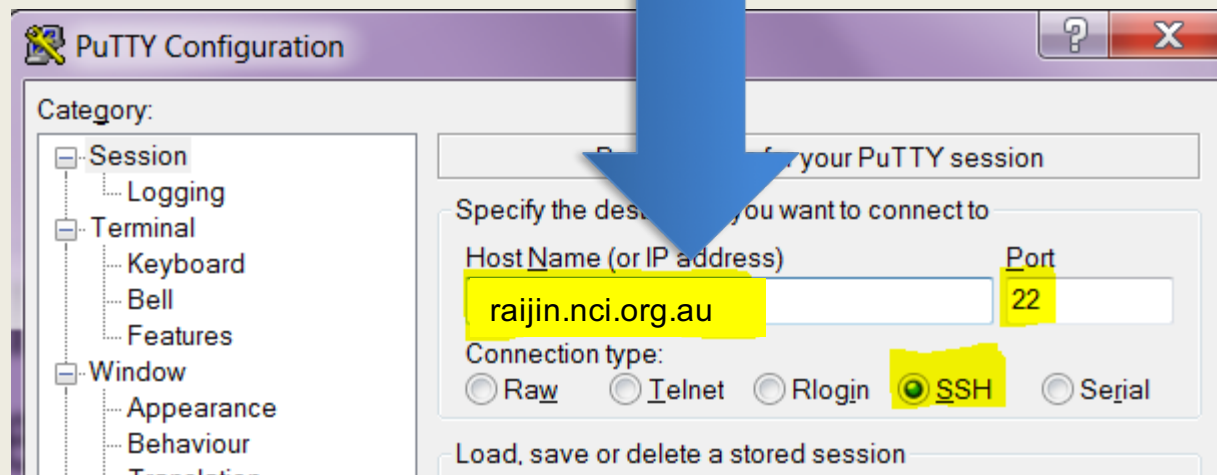 PuTTY Configuration
Category:
Session
Logging
Terminal
Keyboard
Bell
Features
Window
Appearance
Behaviour
for your PuTTY session
Specify the you want to connect to
Host Name (or IP address)
Port
raijin.nci.org.au
22
Connection type:
Raw Telnet Rlogin SSH Serial
Load, save or delete a stored session